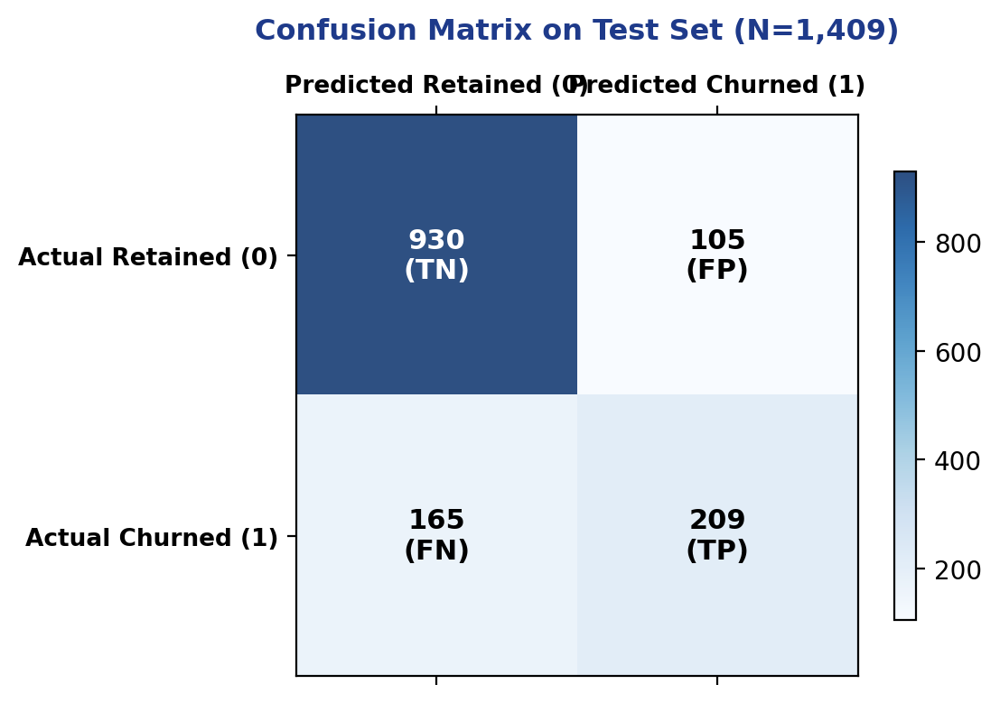 Confusion Matrix on Test Set (N=1,409)
Predicted Retained (0) Predicted Churned (1)
Actual Retained (0)
930
(TN)
105
(FP)
Actual Churned (1)
165
(FN)
209
(TP)
800
600
400
200